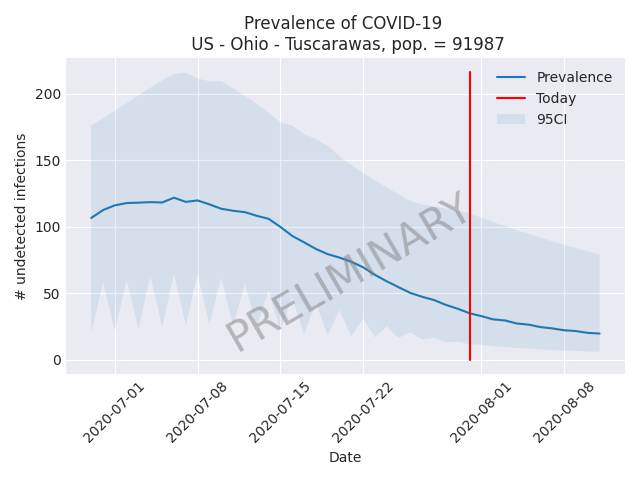 Prevalence of COVID-19
US - Ohio - Tuscarawas, pop. = 91987
Prevalence
Today
95CI
200
150
100
50
0
# undetected infections
PRELIMINARY
2020-07-01
2020-07-08
2020-07-15
2020-07-22
2020-08-01
2020-08-08
Date